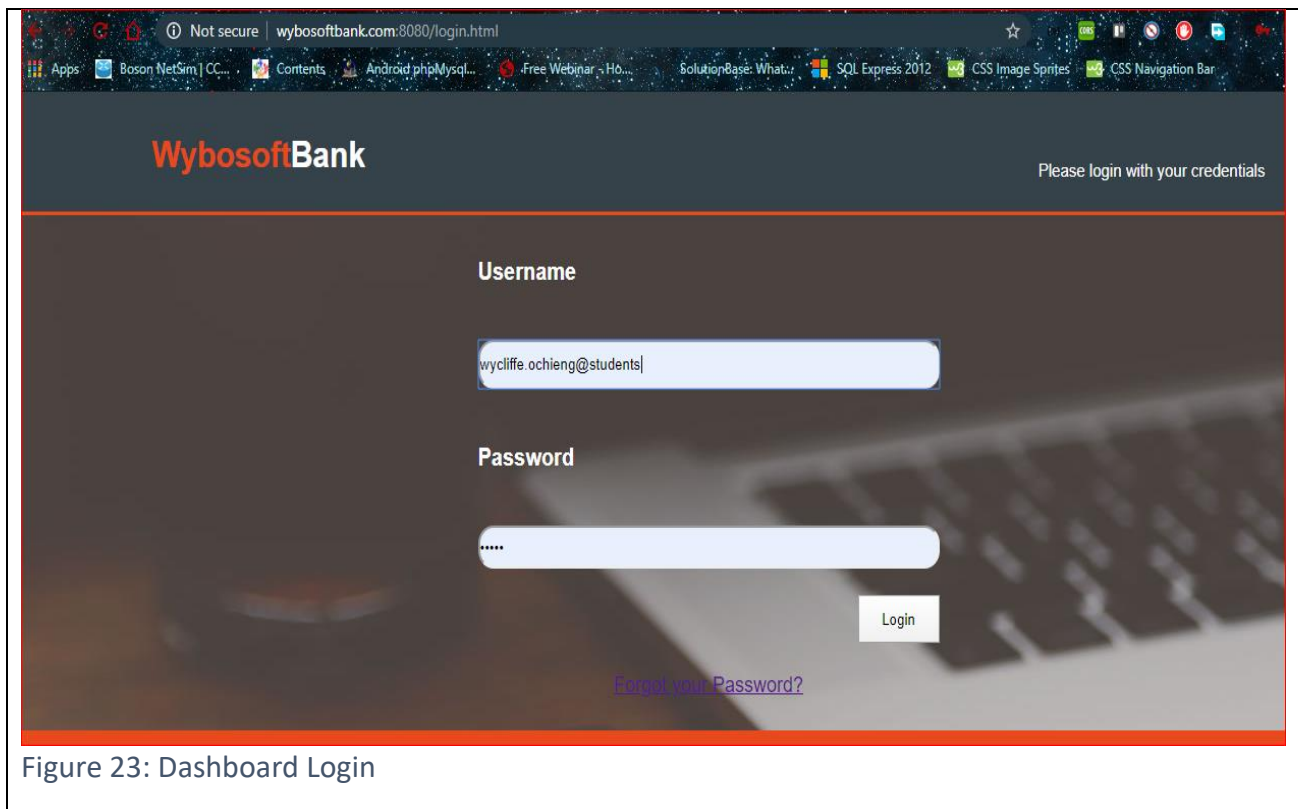 Not secure | wybosoftbank.com:8080/login.html
Apps Boson NetSim | CC... Contents Android phpMysql... Free Webinar - Ho... SolutionBase: What... SQL Express 2012 CSS Image Sprites CSS Navigation Bar
WybosoftBank
Please login with your credentials
Username
wycliffe.ochieng@students
Password
•••••
Login
Forgot your Password?
Figure 23: Dashboard Login